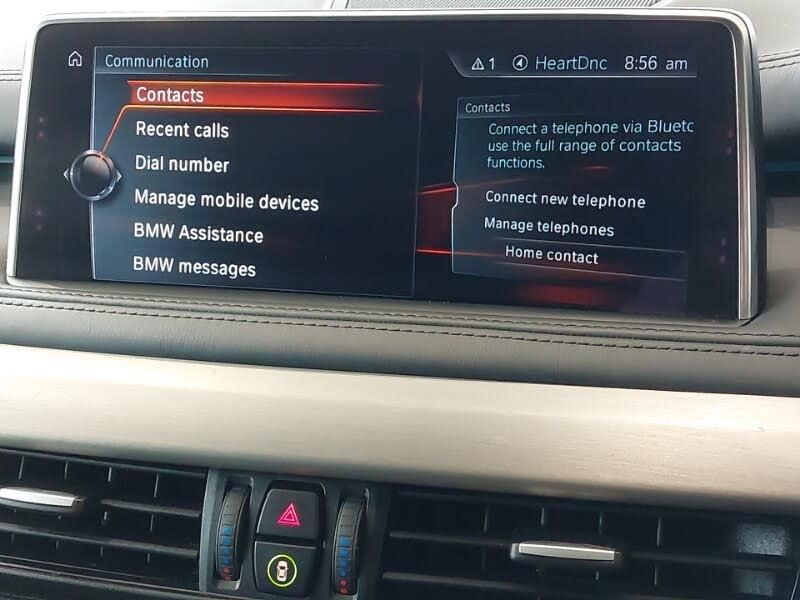 Communication
1 HeartDnc 8:56 am
Contacts
Recent calls
Dial number
Manage mobile devices
BMW Assistance
BMW messages
Contacts
Connect a telephone via Bluetc
use the full range of contacts
functions.
Connect new telephone
Manage telephones
Home contact